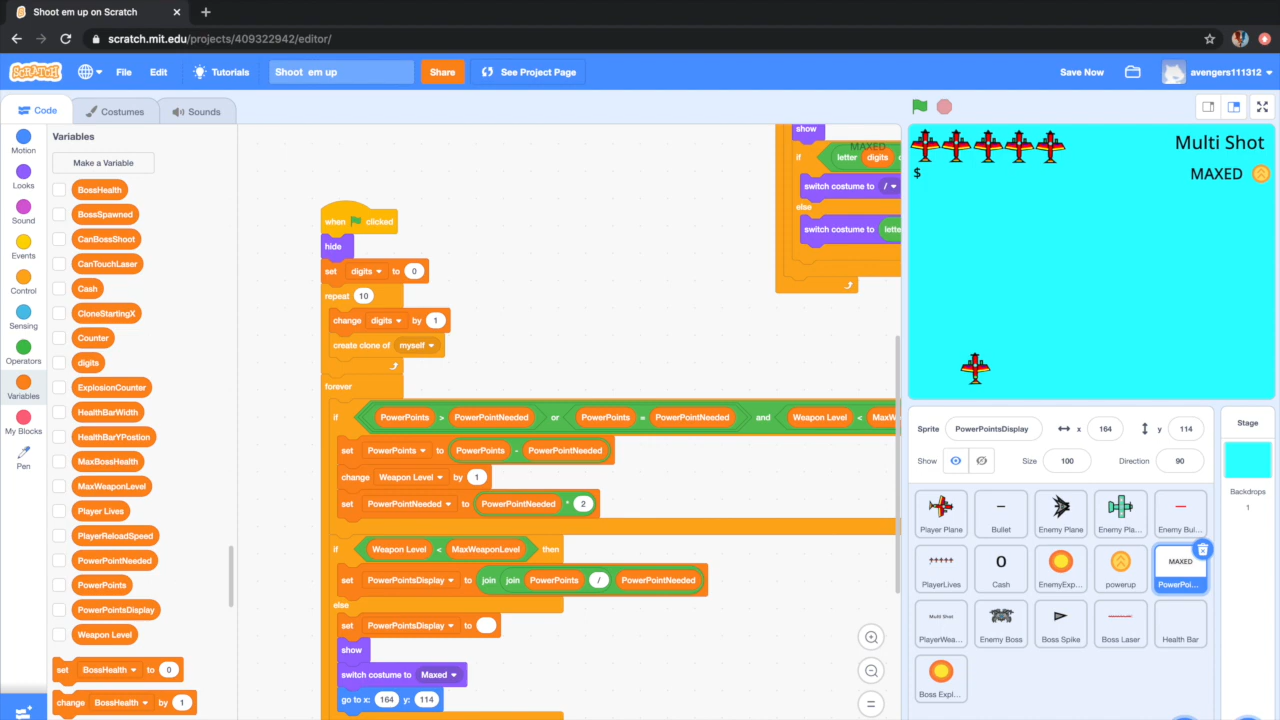 Shoot em up on Scratch
scratch.mit.edu/projects/409322942/editor/
SCRATCH File Edit Tutorials Shoot em up Share See Project Page Save Now avengers111312
Code Costumes Sounds
Motion
Looks
Sound
Events
Control
Sensing
Operators
Variables
My Blocks
Pen
Variables
Make a Variable
BossHealth
BossSpawned
CanBossShoot
CanTouchLaser
Cash
CloneStartingX
Counter
digits
ExplosionCounter
HealthBarWidth
HealthBarYPostion
MaxBossHealth
MaxWeaponLevel
Player Lives
PlayerReloadSpeed
PowerPointNeeded
PowerPoints
PowerPointsDisplay
Weapon Level
set BossHealth to 0
change BossHealth by 1
when clicked
hide
set digits to 0
repeat 10
change digits by 1
create clone of myself
forever
if PowerPoints > PowerPointNeeded or PowerPoints = PowerPointNeeded and Weapon Level < MaxW
set PowerPoints to PowerPoints - PowerPointNeeded
change Weapon Level by 1
set PowerPointNeeded to PowerPointNeeded * 2
if Weapon Level < MaxWeaponLevel then
set PowerPointsDisplay to join join PowerPoints / PowerPointNeeded
else
set PowerPointsDisplay to
show
switch costume to Maxed
go to x: 164 y: 114
show
MAXED
if letter digits
switch costume to /
else
switch costume to lette
Multi Shot
$ MAXED
Sprite PowerPointsDisplay x 164 y 114
Show Size 100 Direction 90
Player Plane Bullet Enemy Plane Enemy Pla... Enemy Bul...
PlayerLives Cash EnemyExp... powerup PowerPoi...
0 MAXED
Multi Shot
PlayerWea... Enemy Boss Boss Spike Boss Laser Health Bar
Boss Expl...
Stage
Backdrops
1